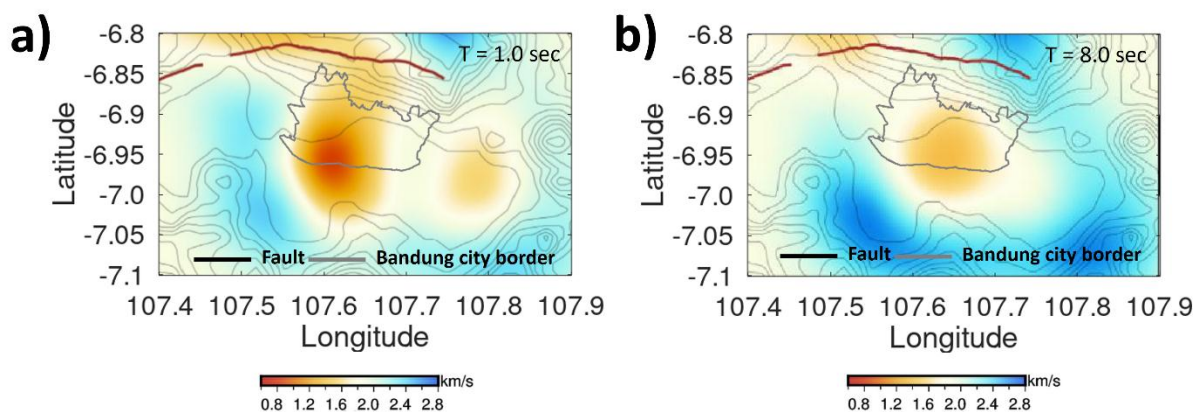 a)
T = 1.0 sec
Latitude
-6.8
-6.85
-6.9
-6.95
-7.0
-7.05
-7.1
Fault
Bandung city border
107.4 107.5 107.6 107.7 107.8 107.9
Longitude
0.8 1.2 1.6 2.0 2.4 2.8
km/s
b)
T = 8.0 sec
Latitude
-6.8
-6.85
-6.9
-6.95
-7.0
-7.05
-7.1
Fault
Bandung city border
107.4 107.5 107.6 107.7 107.8 107.9
Longitude
0.8 1.2 1.6 2.0 2.4 2.8
km/s